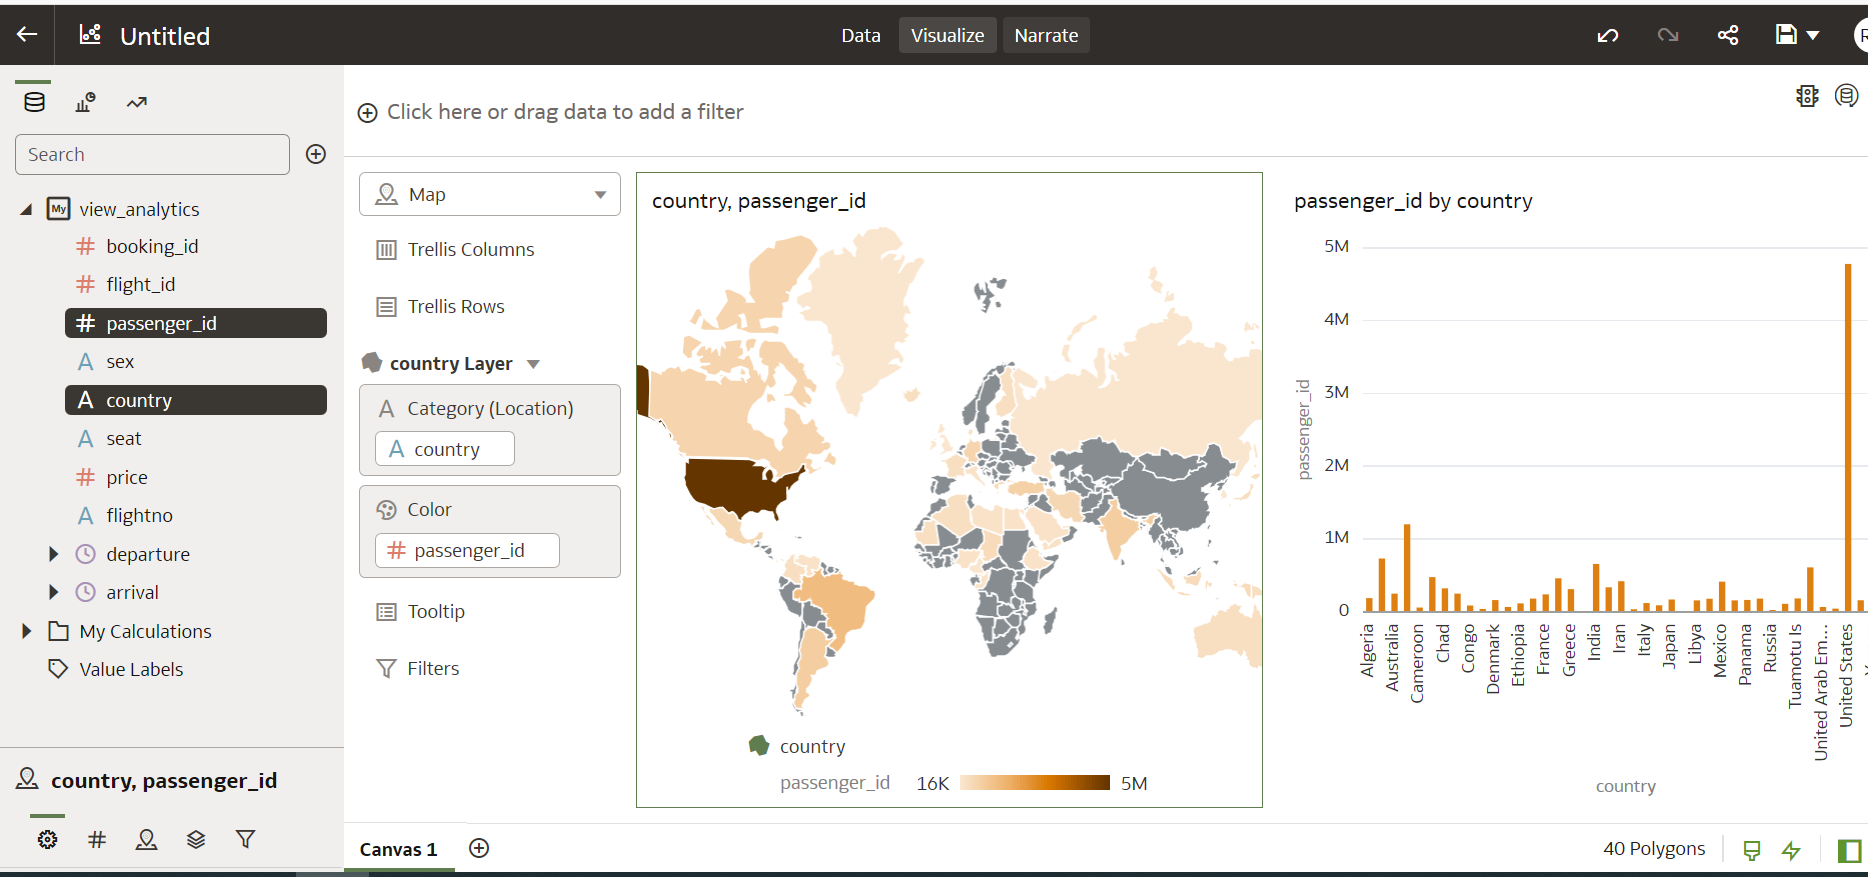 Untitled
Data
Visualize
Narrate
Click here or drag data to add a filter
Search
My
view_analytics
# booking_id
# flight_id
# passenger_id
A sex
A country
A seat
# price
A flightno
departure
arrival
My Calculations
Value Labels
country, passenger_id
#
Map
Trellis Columns
Trellis Rows
country Layer
A Category (Location)
A country
Color
# passenger_id
Tooltip
Filters
country, passenger_id
country
passenger_id 16K 5M
passenger_id by country
passenger_id
5M
4M
3M
2M
1M
0
Algeria
Australia
Cameroon
Chad
Congo
Denmark
Ethiopia
France
Greece
India
Iran
Italy
Japan
Libya
Mexico
Panama
Russia
Tuamotu Is
United Arab Em...
United States
country
Canvas 1
40 Polygons